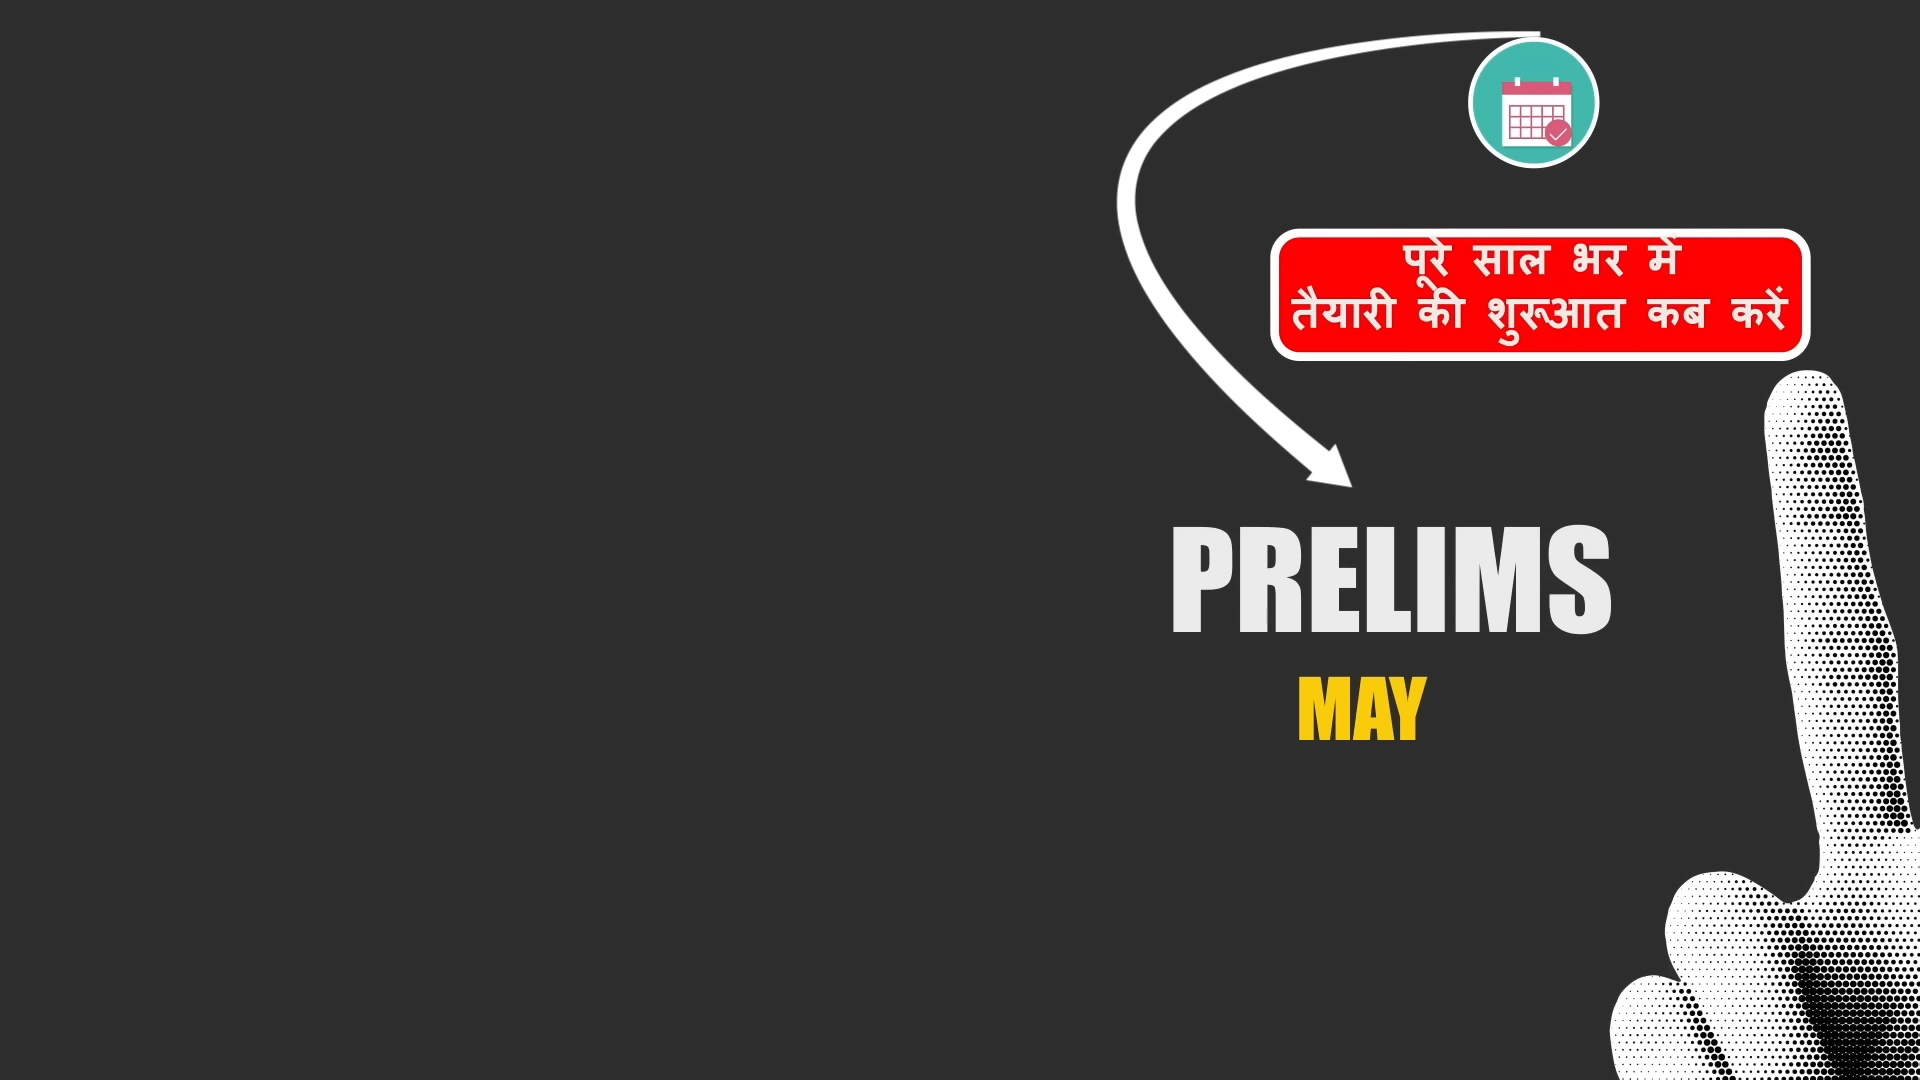 पूरे साल भर में
तैयारी की शुरूआत कब करें
PRELIMS
MAY